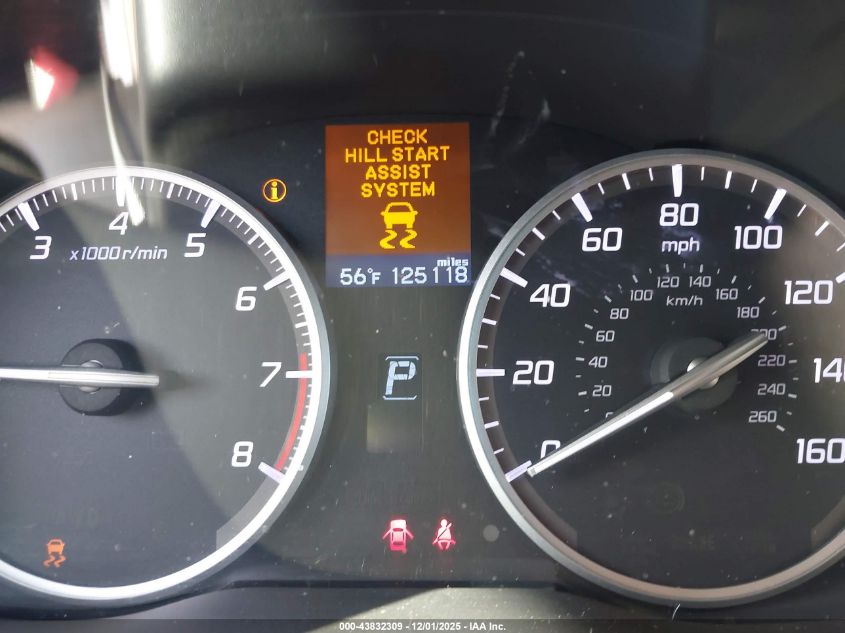 CHECK
HILL START
ASSIST
SYSTEM
miles
56°F 125118
P
3
4
5
6
7
8
x1000r/min
0
20
40
60
80
100
120
160
mph
km/h
20
40
60
80
100
120
140
160
180
220
240
260
000-43832309 - 12/01/2025 - IAA Inc.